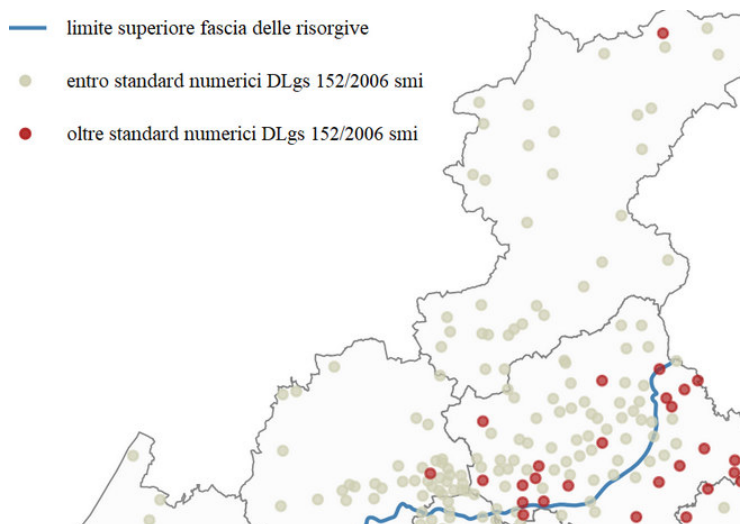 limite superiore fascia delle risorgive
entro standard numerici DLgs 152/2006 smi
oltre standard numerici DLgs 152/2006 smi